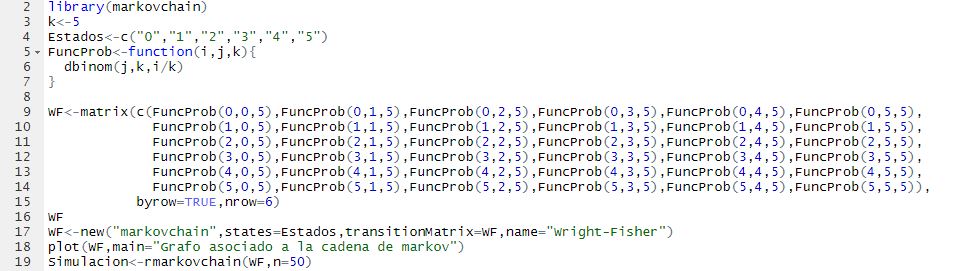 2 library(markovchain)
3 k<-5
4 Estados<-c("0","1","2","3","4","5")
5 FuncProb<-function(i,j,k){
6 dbinom(j,k,i/k)
7 }
8
9 WF<-matrix(c(FuncProb(0,0,5),FuncProb(0,1,5),FuncProb(0,2,5),FuncProb(0,3,5),FuncProb(0,4,5),FuncProb(0,5,5),
10 FuncProb(1,0,5),FuncProb(1,1,5),FuncProb(1,2,5),FuncProb(1,3,5),FuncProb(1,4,5),FuncProb(1,5,5),
11 FuncProb(2,0,5),FuncProb(2,1,5),FuncProb(2,2,5),FuncProb(2,3,5),FuncProb(2,4,5),FuncProb(2,5,5),
12 FuncProb(3,0,5),FuncProb(3,1,5),FuncProb(3,2,5),FuncProb(3,3,5),FuncProb(3,4,5),FuncProb(3,5,5),
13 FuncProb(4,0,5),FuncProb(4,1,5),FuncProb(4,2,5),FuncProb(4,3,5),FuncProb(4,4,5),FuncProb(4,5,5),
14 FuncProb(5,0,5),FuncProb(5,1,5),FuncProb(5,2,5),FuncProb(5,3,5),FuncProb(5,4,5),FuncProb(5,5,5)),
15 byrow=TRUE,nrow=6)
16 WF
17 WF<-new("markovchain",states=Estados,transitionMatrix=WF,name="Wright-Fisher")
18 plot(WF,main="Grafo asociado a la cadena de markov")
19 Simulacion<-rmarkovchain(WF,n=50)